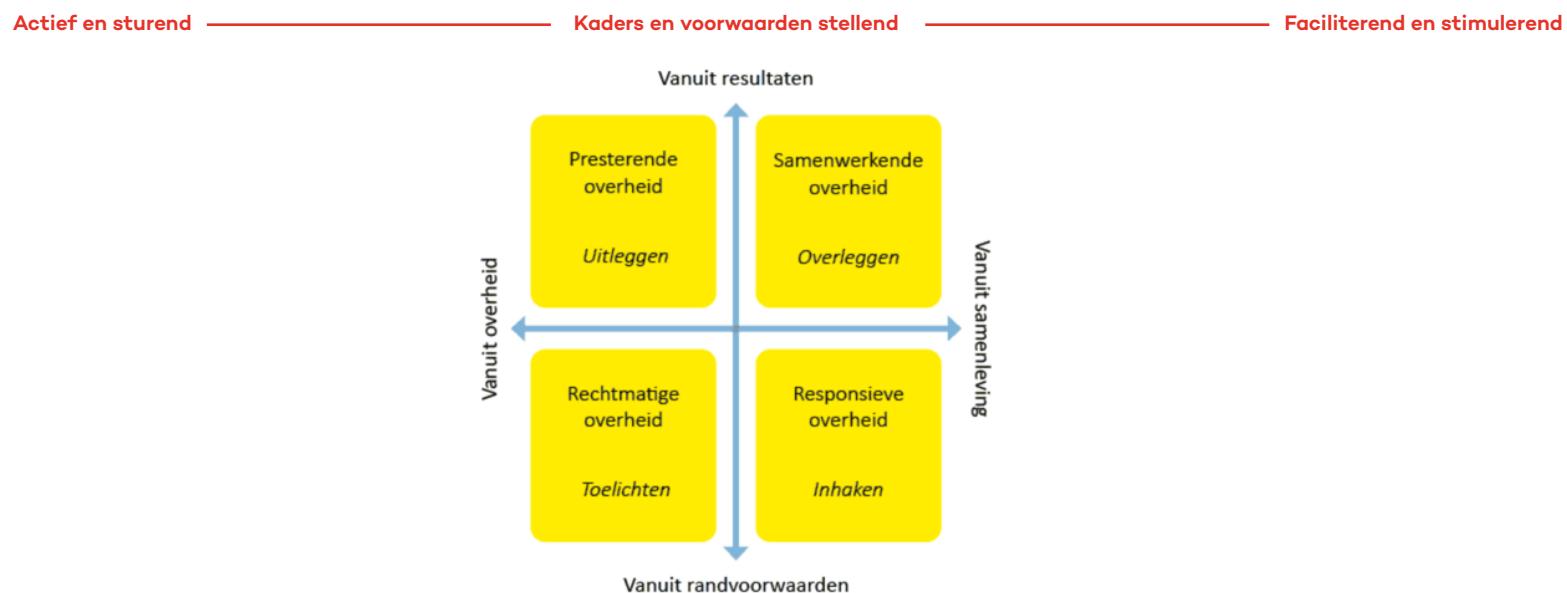 Actief en sturend
Kaders en voorwaarden stellend
Faciliterend en stimulerend
Vanuit resultaten
Presterende
overheid
Uitleggen
Samenwerkende
overheid
Overleggen
Vanuit overheid
Vanuit samenleving
Rechtmatige
overheid
Toelichten
Responsieve
overheid
Inhaken
Vanuit randvoorwaarden